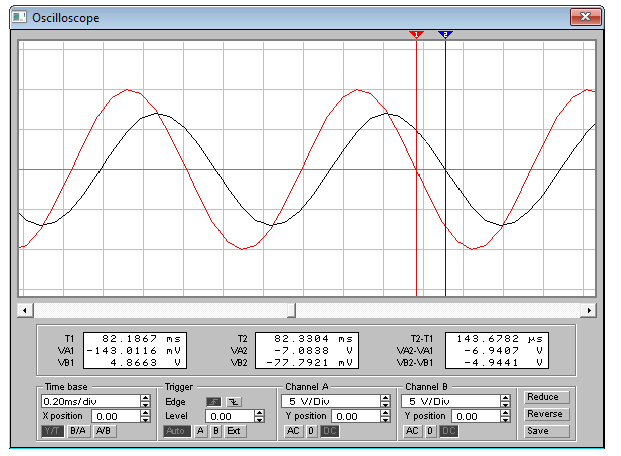 Oscilloscope
1 2
T1 82.1867 ms T2 82.3304 ms T2-T1 143.6782 µs
VA1 -143.0116 mV VA2 -7.0838 V VA2-VA1 -6.9407 V
VB1 4.8663 V VB2 -77.7921 mV VB2-VB1 -4.9441 V
Time base Trigger Channel A Channel B
0.20ms/div Edge 5 V/Div 5 V/Div Reduce
X position 0.00 Level 0.00 Y position 0.00 Y position 0.00 Reverse
Y/T B/A A/B Auto A B Ext AC 0 DC AC 0 DC Save